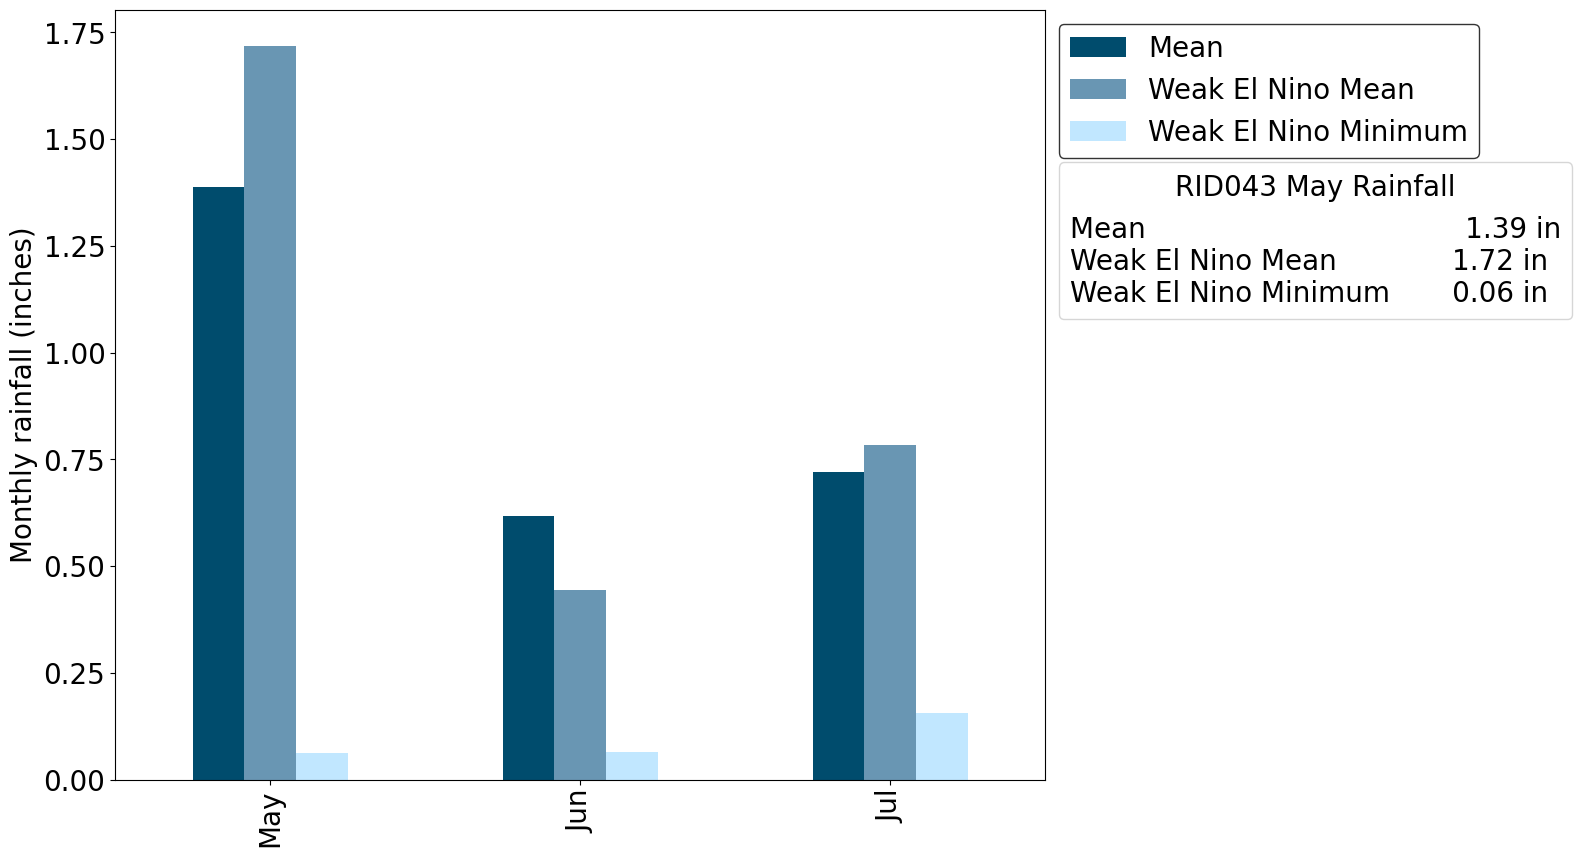 Monthly rainfall (inches)
1.75
1.50
1.25
1.00
0.75
0.50
0.25
0.00
May
Jun
Jul
Mean
Weak El Nino Mean
Weak El Nino Minimum
RID043 May Rainfall
Mean 1.39 in
Weak El Nino Mean 1.72 in
Weak El Nino Minimum 0.06 in